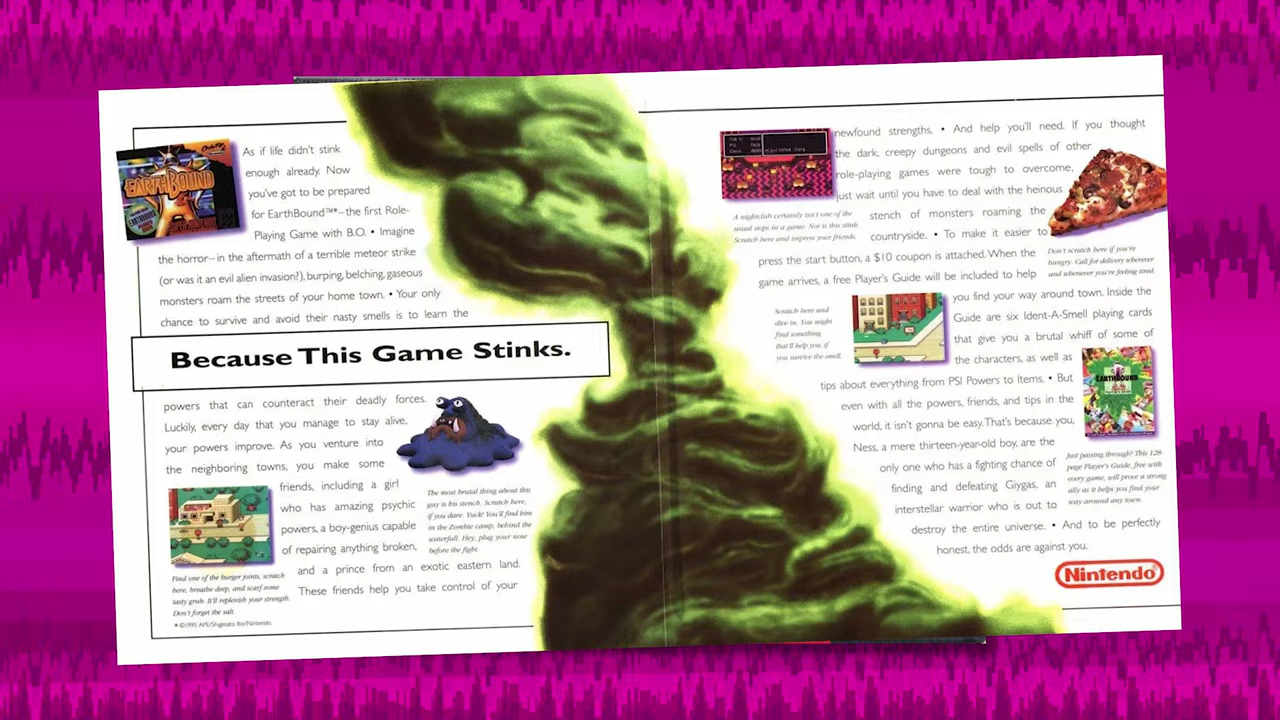 As if life didn't stink
enough already. Now
you've got to be prepared
for EarthBound™*–the first Role-
Playing Game with B.O. • Imagine
the horror–in the aftermath of a terrible meteor strike
(or was it an evil alien invasion?), burping, belching, gaseous
monsters roam the streets of your home town. • Your only
chance to survive and avoid their nasty smells is to learn the
EARTHBOUND
Because This Game Stinks.
powers that can counteract their deadly forces.
Luckily, every day that you manage to stay alive,
your powers improve. As you venture into
the neighboring towns, you make some
friends, including a girl
who has amazing psychic
powers, a boy-genius capable
of repairing anything broken,
and a prince from an exotic eastern land.
These friends help you take control of your
The most brutal thing about this
guy is his stench. Scratch here,
if you dare. Yuck! You'll find him
in the Zombie camp, behind the
waterfall. Hey, plug your nose
before the fight.
Find one of the burger joints, scratch
here, breathe deep, and scarf some
tasty grub. It'll replenish your strength.
Don't forget the salt.
* ©1995 APE/Shigesato Itoi/Nintendo.
newfound strengths. • And help you'll need. If you thought
the dark, creepy dungeons and evil spells of other
role-playing games were tough to overcome,
just wait until you have to deal with the heinous
stench of monsters roaming the
countryside. • To make it easier to
press the start button, a $10 coupon is attached. When the
game arrives, a free Player's Guide will be included to help
you find your way around town. Inside the
Guide are six Ident-A-Smell playing cards
that give you a brutal whiff of some of
the characters, as well as
tips about everything from PSI Powers to Items. • But
even with all the powers, friends, and tips in the
world, it isn't gonna be easy. That's because you,
Ness, a mere thirteen-year-old boy, are the
only one who has a fighting chance of
finding and defeating Giygas, an
interstellar warrior who is out to
destroy the entire universe. • And to be perfectly
honest, the odds are against you.
A nightclub certainly isn't one of the
usual stops in a game. Nor is this stink.
Scratch here and impress your friends.
Don't scratch here if you're
hungry. Call for delivery wherever
and whenever you're feeling tired.
Scratch here and
dive in. You might
find something
that'll help you, if
you survive the smell.
EARTHBOUND
Just passing through? This 128-
page Player's Guide, free with
every game, will prove a strong
ally as it helps you find your
way around any town.
Nintendo